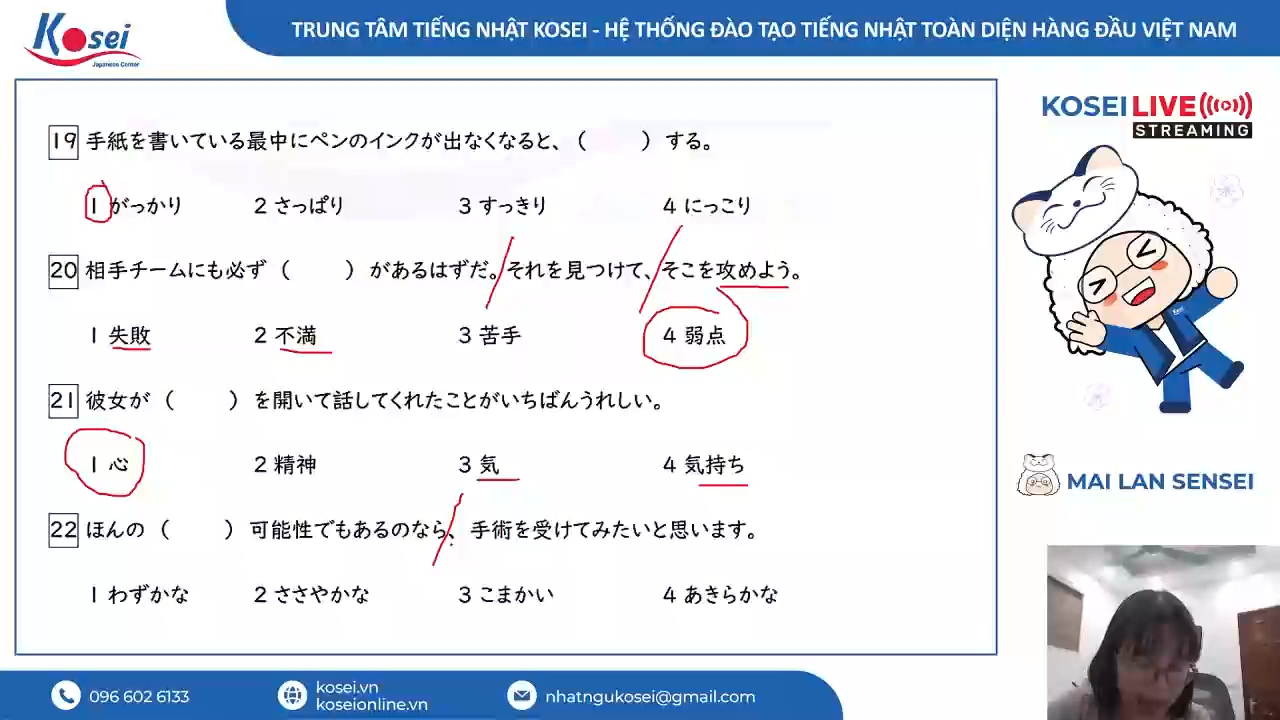 Kosei
Japanese Center
TRUNG TÂM TIẾNG NHẬT KOSEI - HỆ THỐNG ĐÀO TẠO TIẾNG NHẬT TOÀN DIỆN HÀNG ĐẦU VIỆT NAM
KOSEI LIVE
STREAMING
19 手紙を書いている最中にペンのインクが出なくなると、（　　）する。
1 がっかり 2 さっぱり 3 すっきり 4 にっこり
20 相手チームにも必ず（　　）があるはずだ。それを見つけて、そこを攻めよう。
1 失敗 2 不満 3 苦手 4 弱点
21 彼女が（　　）を開いて話してくれたことがいちばんうれしい。
1 心 2 精神 3 気 4 気持ち
22 ほんの（　　）可能性でもあるのなら、手術を受けてみたいと思います。
1 わずかな 2 ささやかな 3 こまかい 4 あきらかな
MAI LAN SENSEI
096 602 6133
kosei.vn
koseionline.vn
nhatngukosei@gmail.com